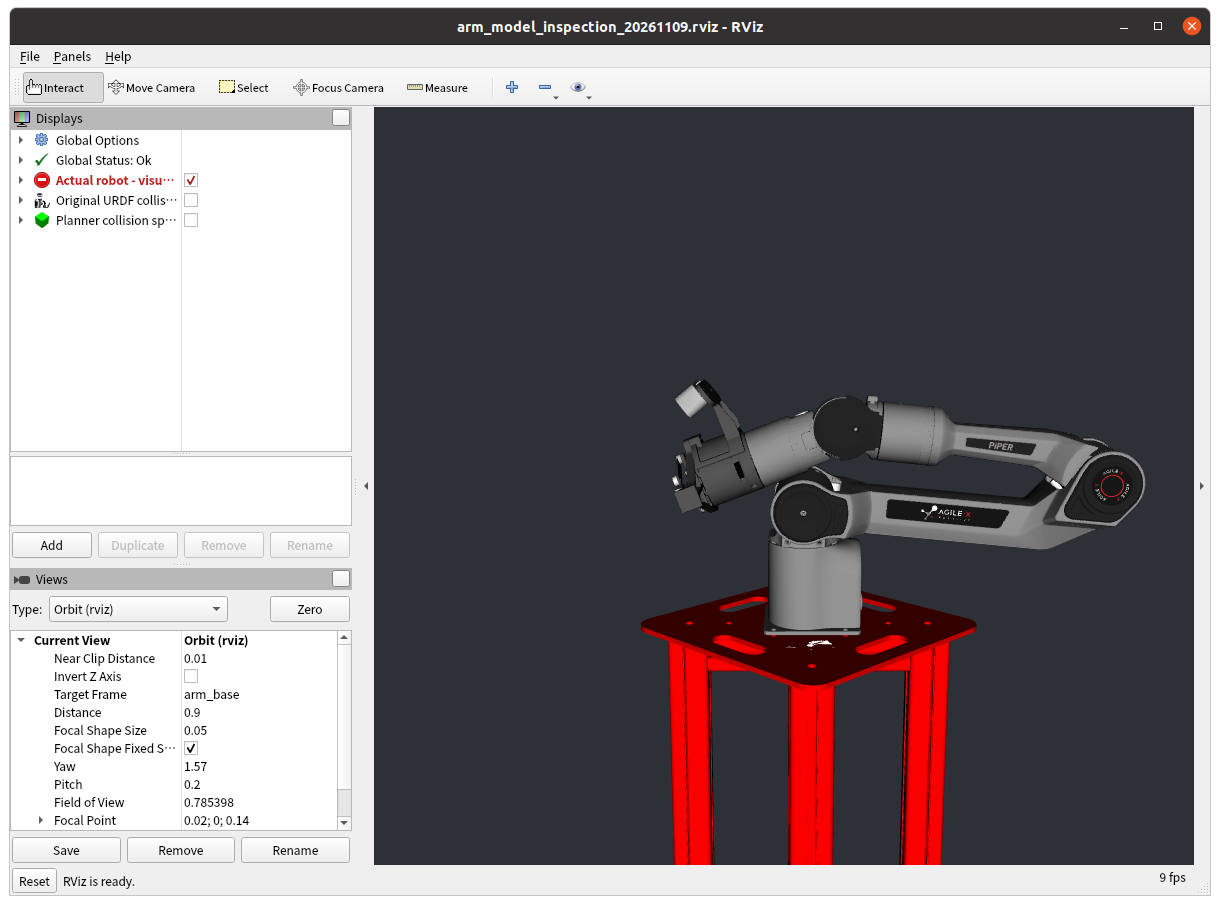 arm_model_inspection_20261109.rviz - RViz
File Panels Help
Interact Move Camera Select Focus Camera Measure
Displays
Global Options
Global Status: Ok
Actual robot - visu···
Original URDF collis···
Planner collision sp···
PiPER
AGILE·X
Add Duplicate Remove Rename
Views
Type: Orbit (rviz) Zero
Current View Orbit (rviz)
Near Clip Distance 0.01
Invert Z Axis
Target Frame arm_base
Distance 0.9
Focal Shape Size 0.05
Focal Shape Fixed S···
Yaw 1.57
Pitch 0.2
Field of View 0.785398
Focal Point 0.02; 0; 0.14
Save Remove Rename
Reset RViz is ready. 9 fps